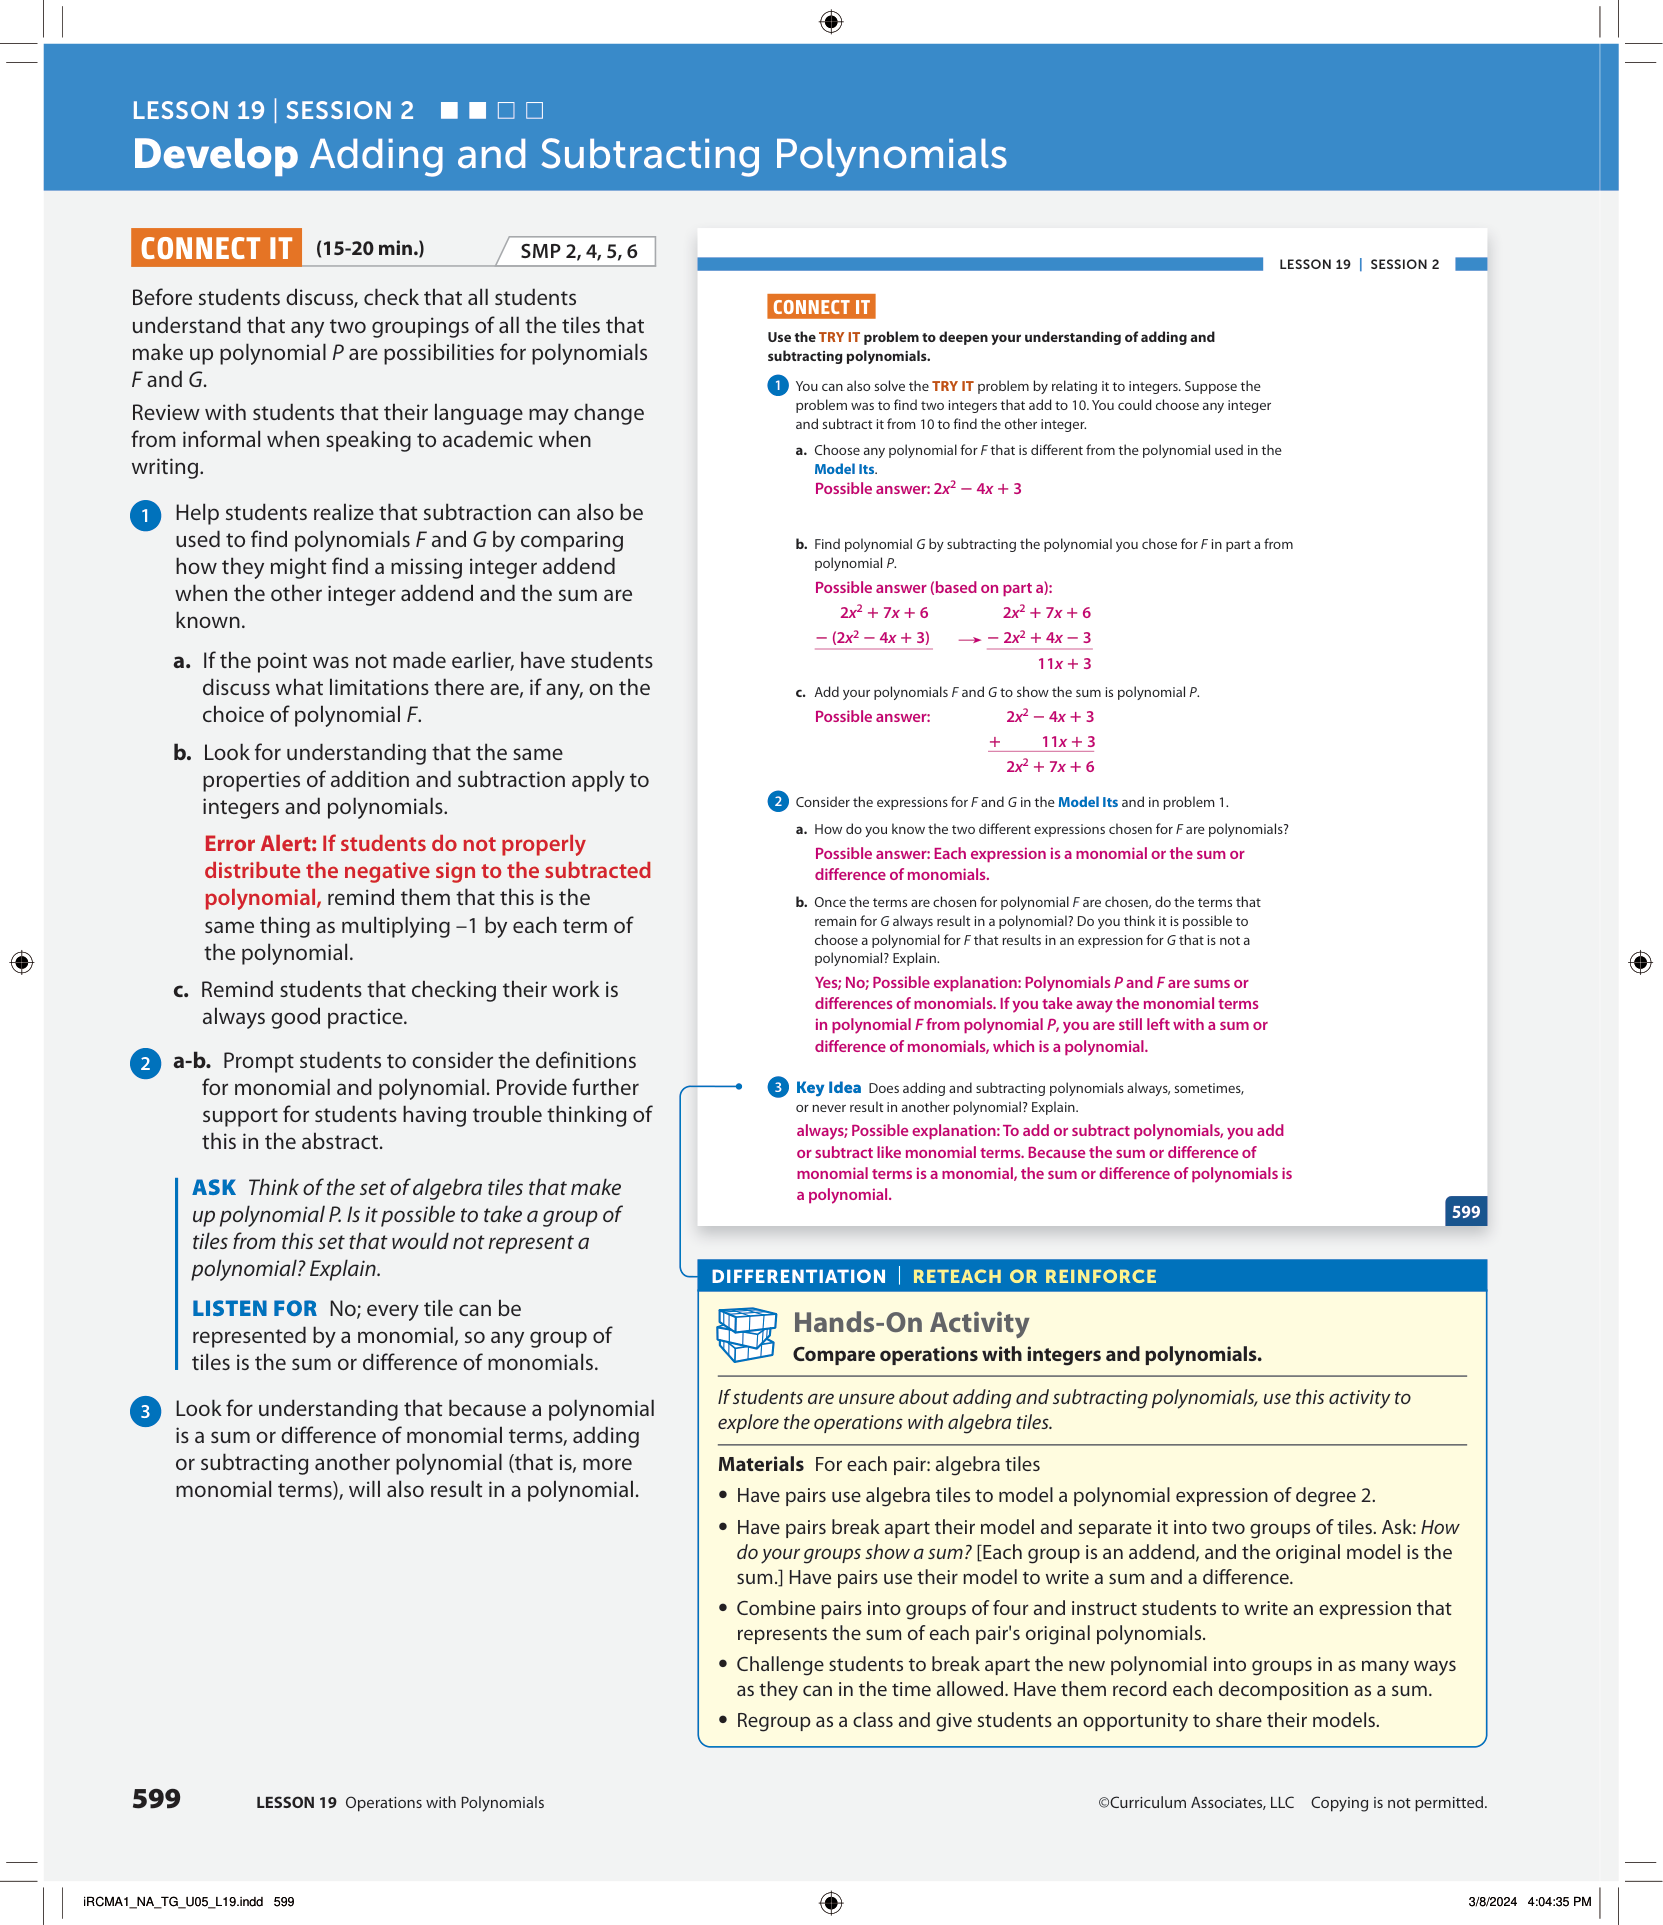 LESSON 19 | SESSION 2
Develop Adding and Subtracting Polynomials
CONNECT IT (15-20 min.) SMP 2, 4, 5, 6
Before students discuss, check that all students
understand that any two groupings of all the tiles that
make up polynomial P are possibilities for polynomials
F and G.
Review with students that their language may change
from informal when speaking to academic when
writing.
1 Help students realize that subtraction can also be
used to find polynomials F and G by comparing
how they might find a missing integer addend
when the other integer addend and the sum are
known.
a. If the point was not made earlier, have students
discuss what limitations there are, if any, on the
choice of polynomial F.
b. Look for understanding that the same
properties of addition and subtraction apply to
integers and polynomials.
Error Alert: If students do not properly
distribute the negative sign to the subtracted
polynomial, remind them that this is the
same thing as multiplying –1 by each term of
the polynomial.
c. Remind students that checking their work is
always good practice.
2 a-b. Prompt students to consider the definitions
for monomial and polynomial. Provide further
support for students having trouble thinking of
this in the abstract.
ASK Think of the set of algebra tiles that make
up polynomial P. Is it possible to take a group of
tiles from this set that would not represent a
polynomial? Explain.
LISTEN FOR No; every tile can be
represented by a monomial, so any group of
tiles is the sum or difference of monomials.
3 Look for understanding that because a polynomial
is a sum or difference of monomial terms, adding
or subtracting another polynomial (that is, more
monomial terms), will also result in a polynomial.
LESSON 19 | SESSION 2
CONNECT IT
Use the TRY IT problem to deepen your understanding of adding and
subtracting polynomials.
1 You can also solve the TRY IT problem by relating it to integers. Suppose the
problem was to find two integers that add to 10. You could choose any integer
and subtract it from 10 to find the other integer.
a. Choose any polynomial for F that is different from the polynomial used in the
Model Its.
Possible answer: 2x² − 4x + 3
b. Find polynomial G by subtracting the polynomial you chose for F in part a from
polynomial P.
Possible answer (based on part a):
2x² + 7x + 6 2x² + 7x + 6
− (2x² − 4x + 3) → − 2x² + 4x − 3
11x + 3
c. Add your polynomials F and G to show the sum is polynomial P.
Possible answer: 2x² − 4x + 3
+ 11x + 3
2x² + 7x + 6
2 Consider the expressions for F and G in the Model Its and in problem 1.
a. How do you know the two different expressions chosen for F are polynomials?
Possible answer: Each expression is a monomial or the sum or
difference of monomials.
b. Once the terms are chosen for polynomial F are chosen, do the terms that
remain for G always result in a polynomial? Do you think it is possible to
choose a polynomial for F that results in an expression for G that is not a
polynomial? Explain.
Yes; No; Possible explanation: Polynomials P and F are sums or
differences of monomials. If you take away the monomial terms
in polynomial F from polynomial P, you are still left with a sum or
difference of monomials, which is a polynomial.
3 Key Idea Does adding and subtracting polynomials always, sometimes,
or never result in another polynomial? Explain.
always; Possible explanation: To add or subtract polynomials, you add
or subtract like monomial terms. Because the sum or difference of
monomial terms is a monomial, the sum or difference of polynomials is
a polynomial.
599
DIFFERENTIATION | RETEACH OR REINFORCE
Hands-On Activity
Compare operations with integers and polynomials.
If students are unsure about adding and subtracting polynomials, use this activity to
explore the operations with algebra tiles.
Materials For each pair: algebra tiles
• Have pairs use algebra tiles to model a polynomial expression of degree 2.
• Have pairs break apart their model and separate it into two groups of tiles. Ask: How
do your groups show a sum? [Each group is an addend, and the original model is the
sum.] Have pairs use their model to write a sum and a difference.
• Combine pairs into groups of four and instruct students to write an expression that
represents the sum of each pair's original polynomials.
• Challenge students to break apart the new polynomial into groups in as many ways
as they can in the time allowed. Have them record each decomposition as a sum.
• Regroup as a class and give students an opportunity to share their models.
599 LESSON 19 Operations with Polynomials ©Curriculum Associates, LLC Copying is not permitted.
iRCMA1_NA_TG_U05_L19.indd 599 3/8/2024 4:04:35 PM